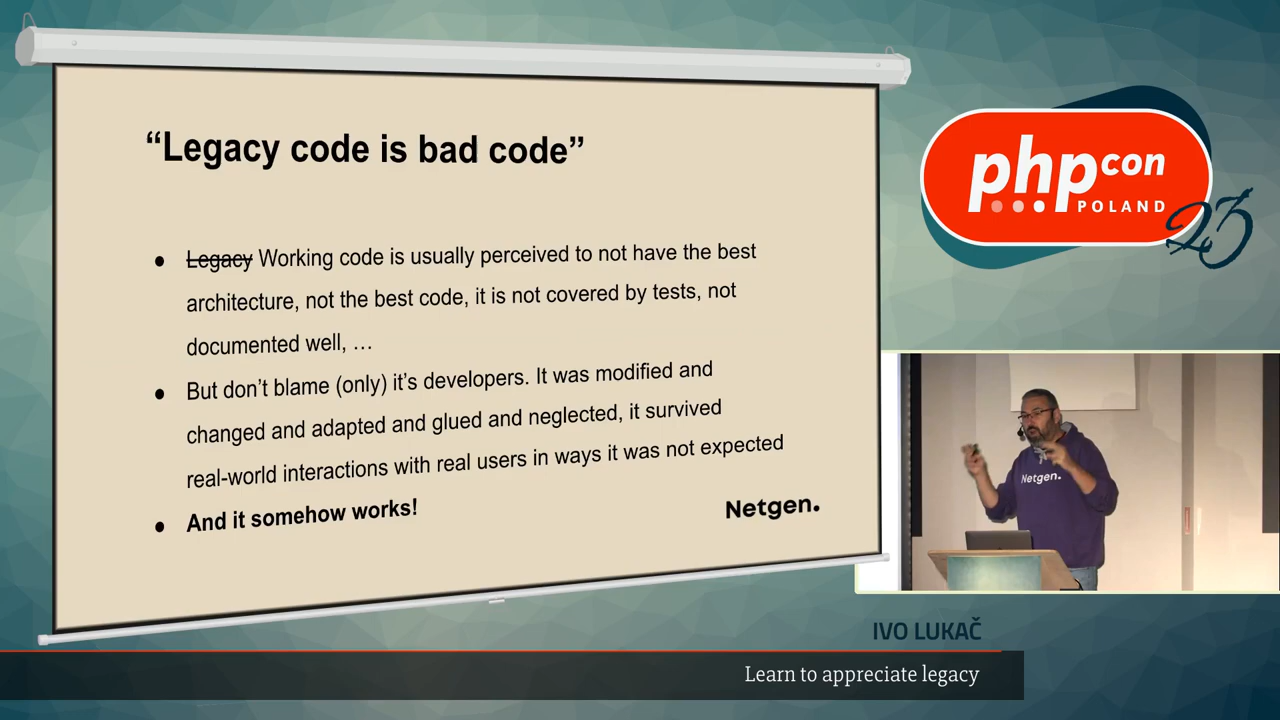 “Legacy code is bad code”
Legacy Working code is usually perceived to not have the best
architecture, not the best code, it is not covered by tests, not
documented well, …
But don’t blame (only) it’s developers. It was modified and
changed and adapted and glued and neglected, it survived
real-world interactions with real users in ways it was not expected
And it somehow works!
Netgen.
phpcon
POLAND
23
Netgen.
IVO LUKAČ
Learn to appreciate legacy